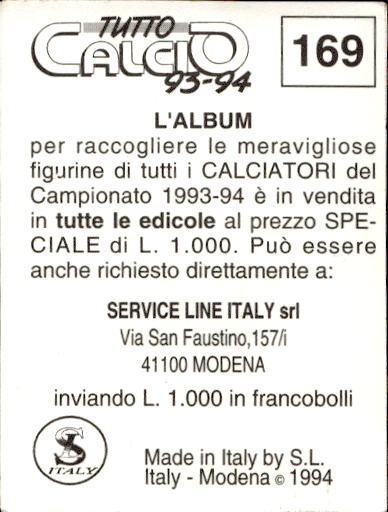 TUTTO
CALCIO
93-94
169
L'ALBUM
per raccogliere le meravigliose
figurine di tutti i CALCIATORI del
Campionato 1993-94 è in vendita
in tutte le edicole al prezzo SPE-
CIALE di L. 1.000. Può essere
anche richiesto direttamente a:
SERVICE LINE ITALY srl
Via San Faustino,157/i
41100 MODENA
inviando L. 1.000 in francobolli
SL
ITALY
Made in Italy by S.L.
Italy - Modena © 1994